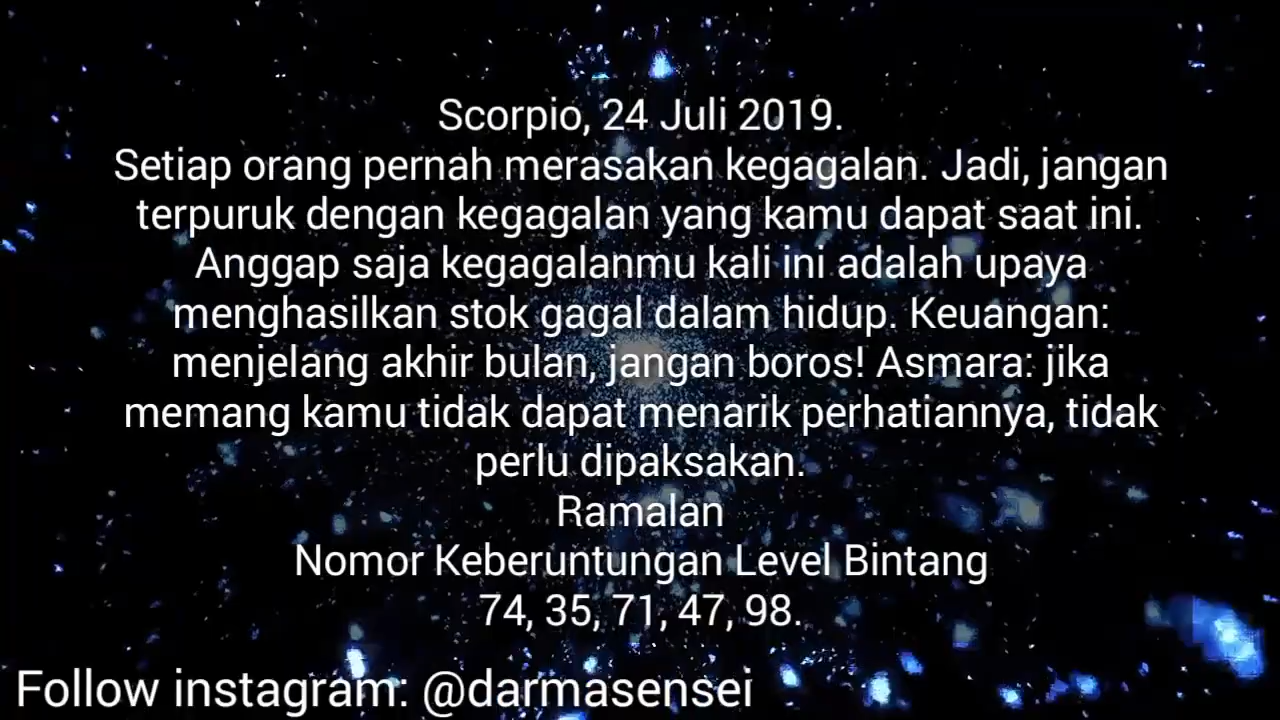 Scorpio, 24 Juli 2019.
Setiap orang pernah merasakan kegagalan. Jadi, jangan
terpuruk dengan kegagalan yang kamu dapat saat ini.
Anggap saja kegagalanmu kali ini adalah upaya
menghasilkan stok gagal dalam hidup. Keuangan:
menjelang akhir bulan, jangan boros! Asmara: jika
memang kamu tidak dapat menarik perhatiannya, tidak
perlu dipaksakan.
Ramalan
Nomor Keberuntungan Level Bintang
74, 35, 71, 47, 98.
Follow instagram: @darmasensei